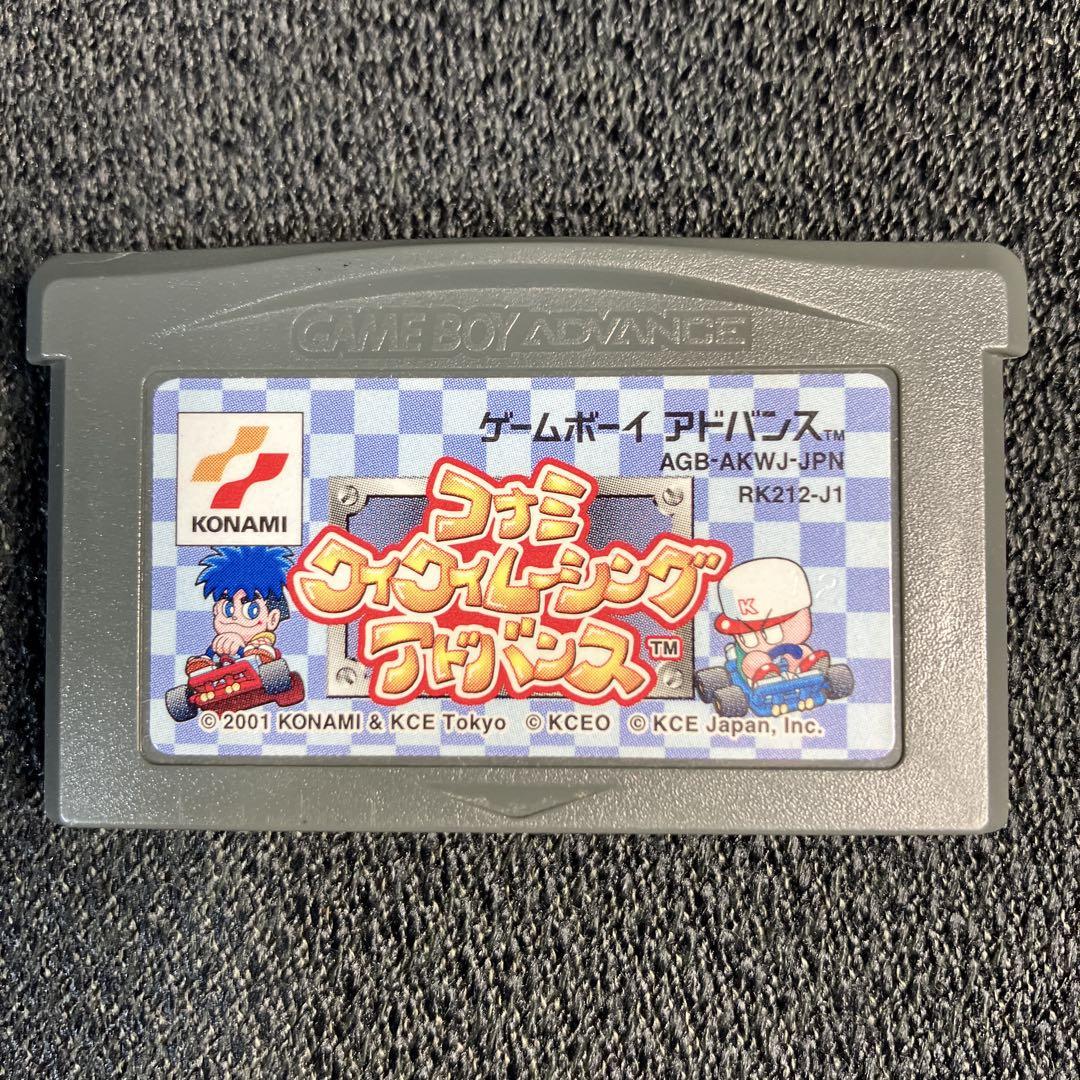 GAME BOY ADVANCE
KONAMI
ゲームボーイ アドバンス™
AGB-AKWJ-JPN
RK212-J1
コナミ
ワイワイレーシング
アドバンス™
K
© 2001 KONAMI & KCE Tokyo © KCEO © KCE Japan, Inc.